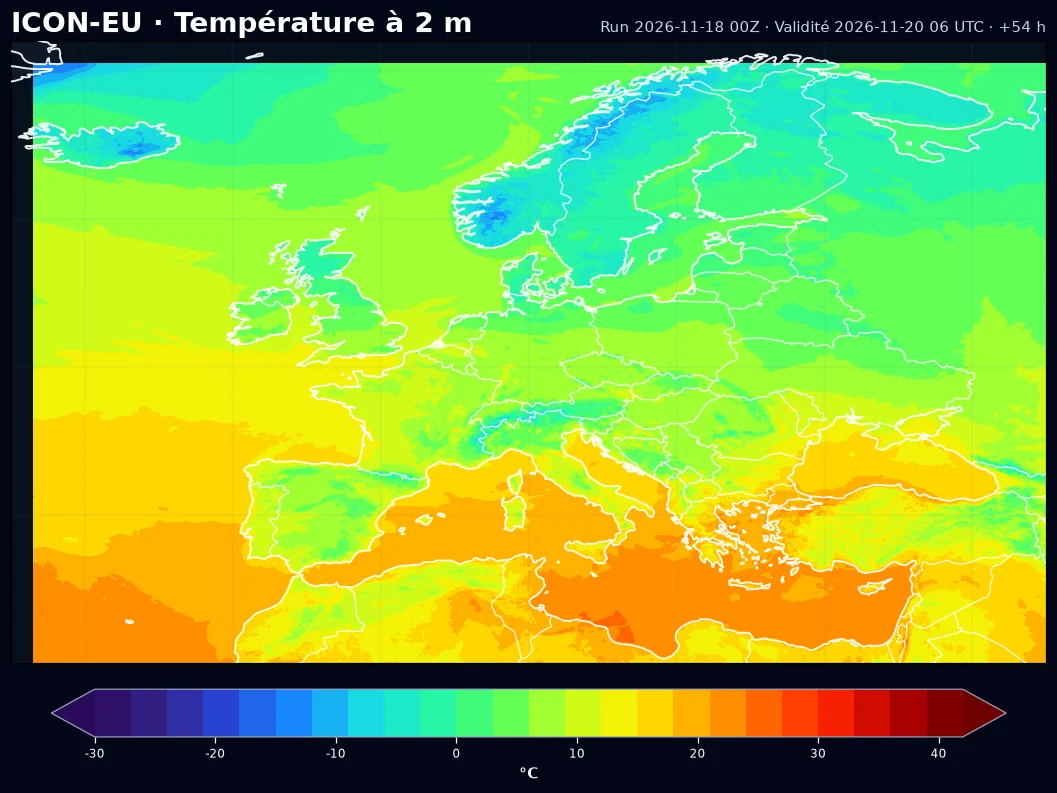 ICON-EU · Température à 2 m
Run 2026-11-18 00Z · Validité 2026-11-20 06 UTC · +54 h
-30 -20 -10 0 10 20 30 40
°C